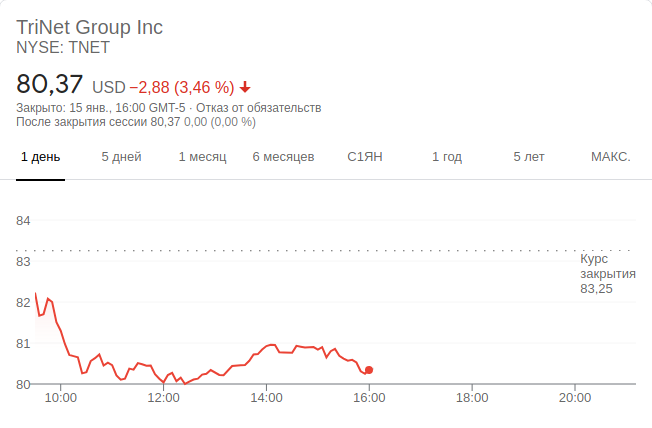 TriNet Group Inc
NYSE: TNET
80,37 USD −2,88 (3,46 %)
Закрыто: 15 янв., 16:00 GMT-5 · Отказ от обязательств
После закрытия сессии 80,37 0,00 (0,00 %)
1 день 5 дней 1 месяц 6 месяцев С1ЯН 1 год 5 лет МАКС.
84
83
82
81
80
Курс
закрытия
83,25
10:00 12:00 14:00 16:00 18:00 20:00